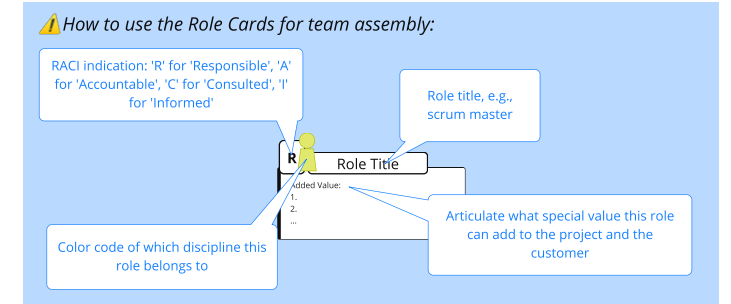 ⚠️How to use the Role Cards for team assembly:
RACI indication: 'R' for 'Responsible', 'A'
for 'Accountable', 'C' for 'Consulted', 'I'
for 'Informed'
Role title, e.g.,
scrum master
R
Role Title
Added Value:
1.
2.
...
Articulate what special value this role
can add to the project and the
customer
Color code of which discipline this
role belongs to